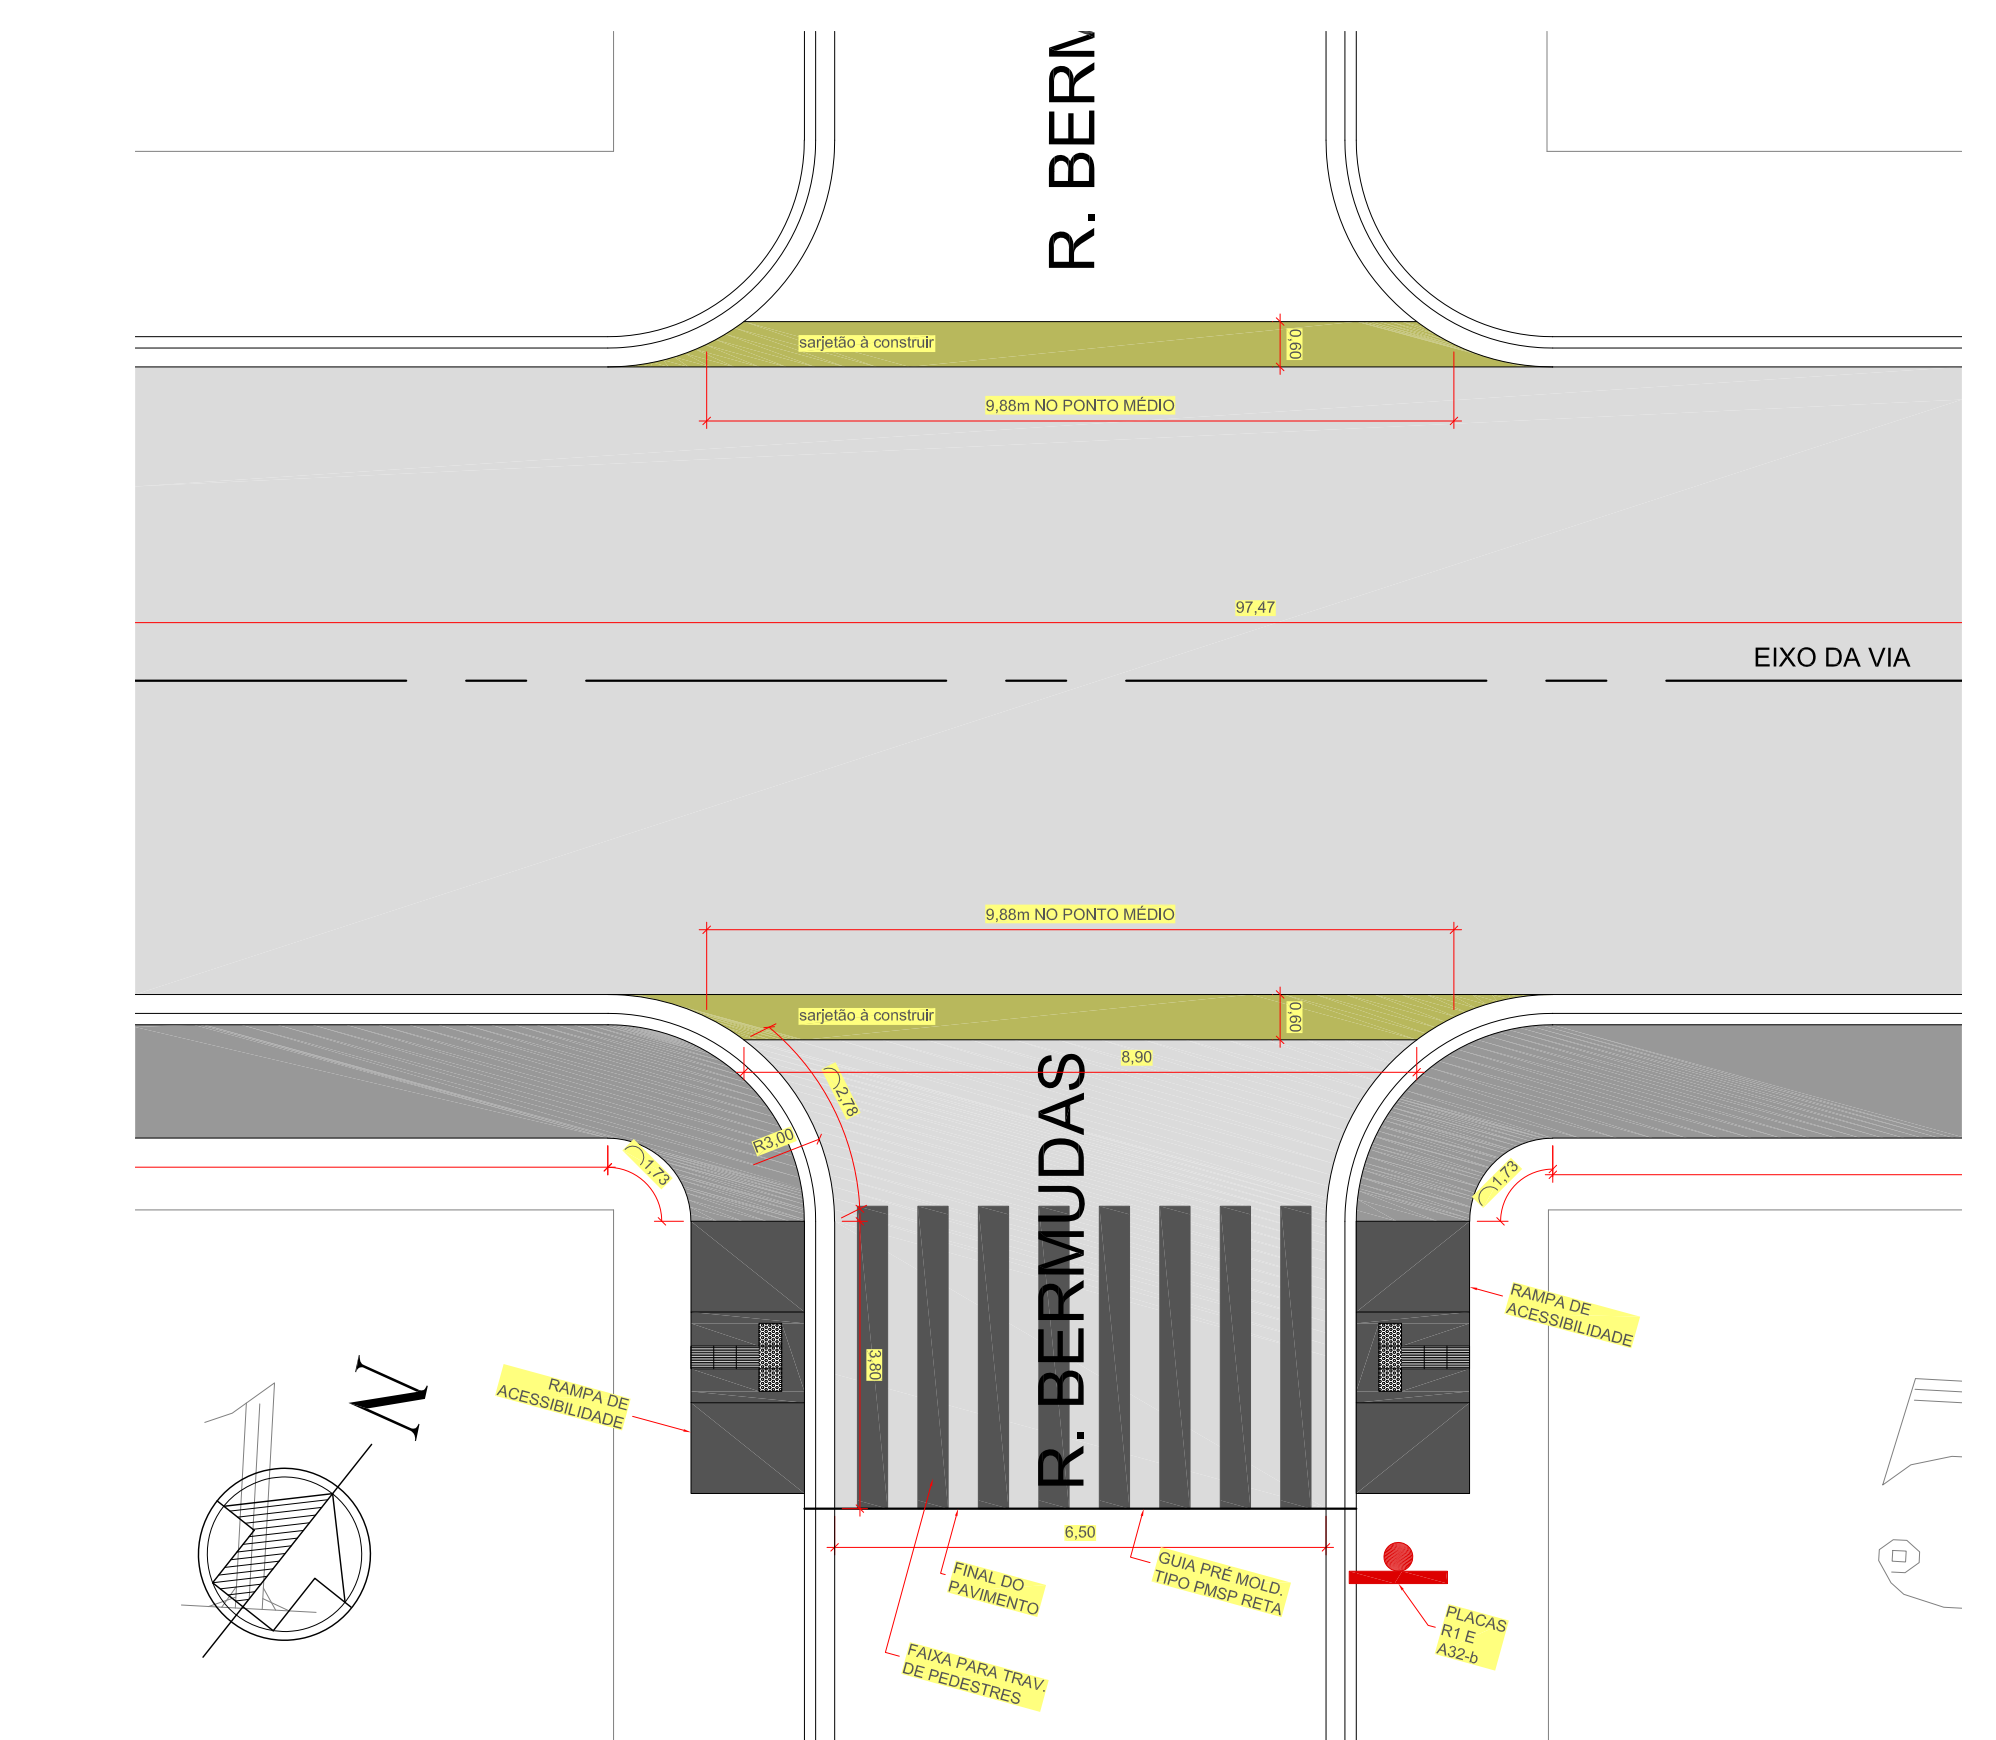 R. BERM
sarjetão à construir
0,60
9,88m NO PONTO MÉDIO
97,47
EIXO DA VIA
9,88m NO PONTO MÉDIO
sarjetão à construir
0,60
8,90
2,78
R3,00
1,73
1,73
R. BERMUDAS
3,80
RAMPA DE
ACESSIBILIDADE
RAMPA DE
ACESSIBILIDADE
N
6,50
FINAL DO
PAVIMENTO
GUIA PRÉ MOLD.
TIPO PMSP RETA
PLACAS
R1 E
A32-b
FAIXA PARA TRAV.
DE PEDESTRES